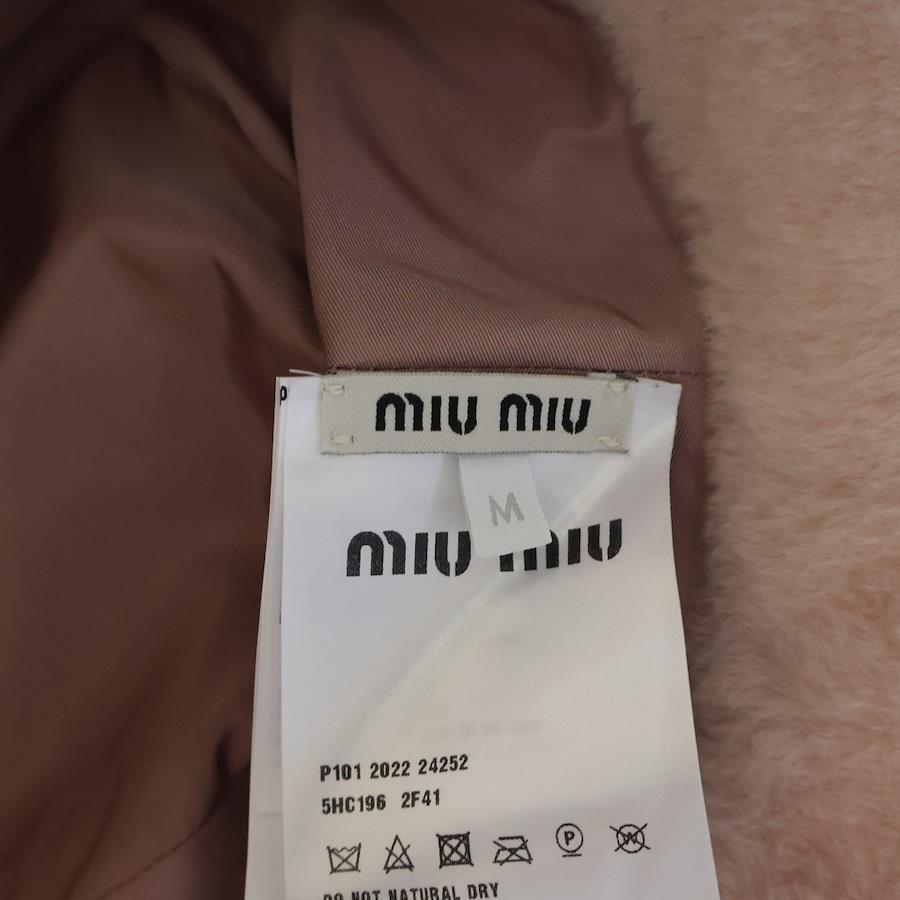 MIU MIU
M
MIU MIU
P101 2022 24252
5HC196 2F41
P
DO NOT NATURAL DRY